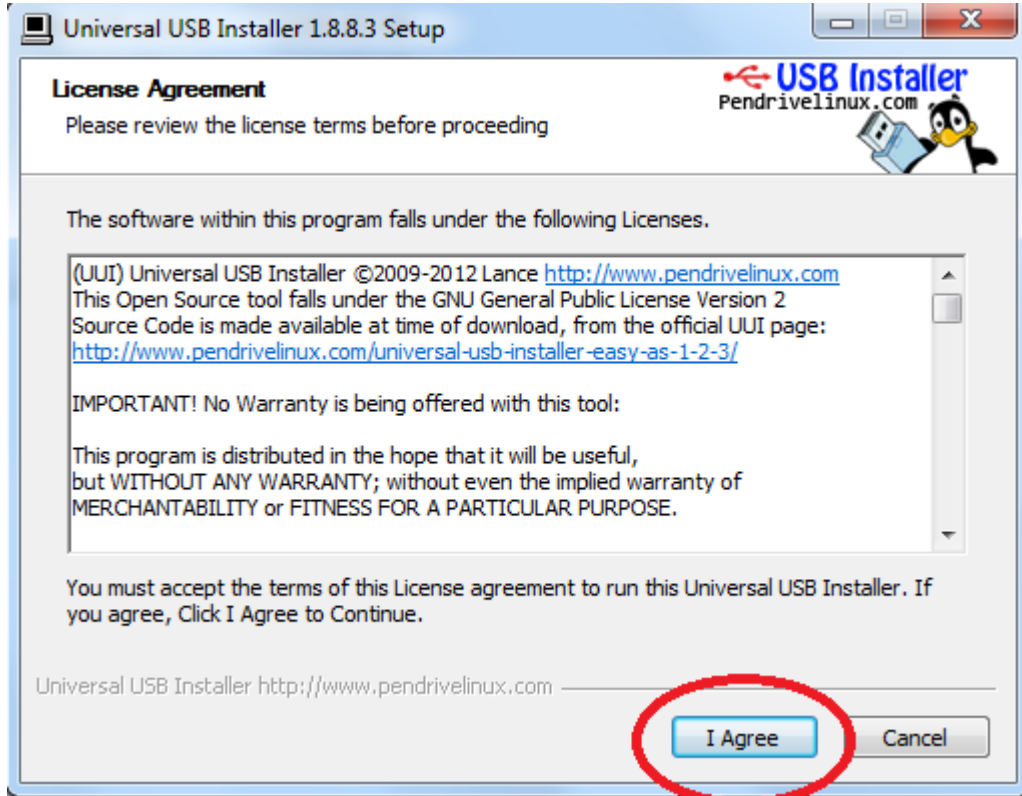 Universal USB Installer 1.8.8.3 Setup
License Agreement
Please review the license terms before proceeding
USB Installer
Pendrivelinux.com
The software within this program falls under the following Licenses.
(UUI) Universal USB Installer ©2009-2012 Lance http://www.pendrivelinux.com
This Open Source tool falls under the GNU General Public License Version 2
Source Code is made available at time of download, from the official UUI page:
http://www.pendrivelinux.com/universal-usb-installer-easy-as-1-2-3/
IMPORTANT! No Warranty is being offered with this tool:
This program is distributed in the hope that it will be useful,
but WITHOUT ANY WARRANTY; without even the implied warranty of
MERCHANTABILITY or FITNESS FOR A PARTICULAR PURPOSE.
You must accept the terms of this License agreement to run this Universal USB Installer. If
you agree, Click I Agree to Continue.
Universal USB Installer http://www.pendrivelinux.com
I Agree
Cancel